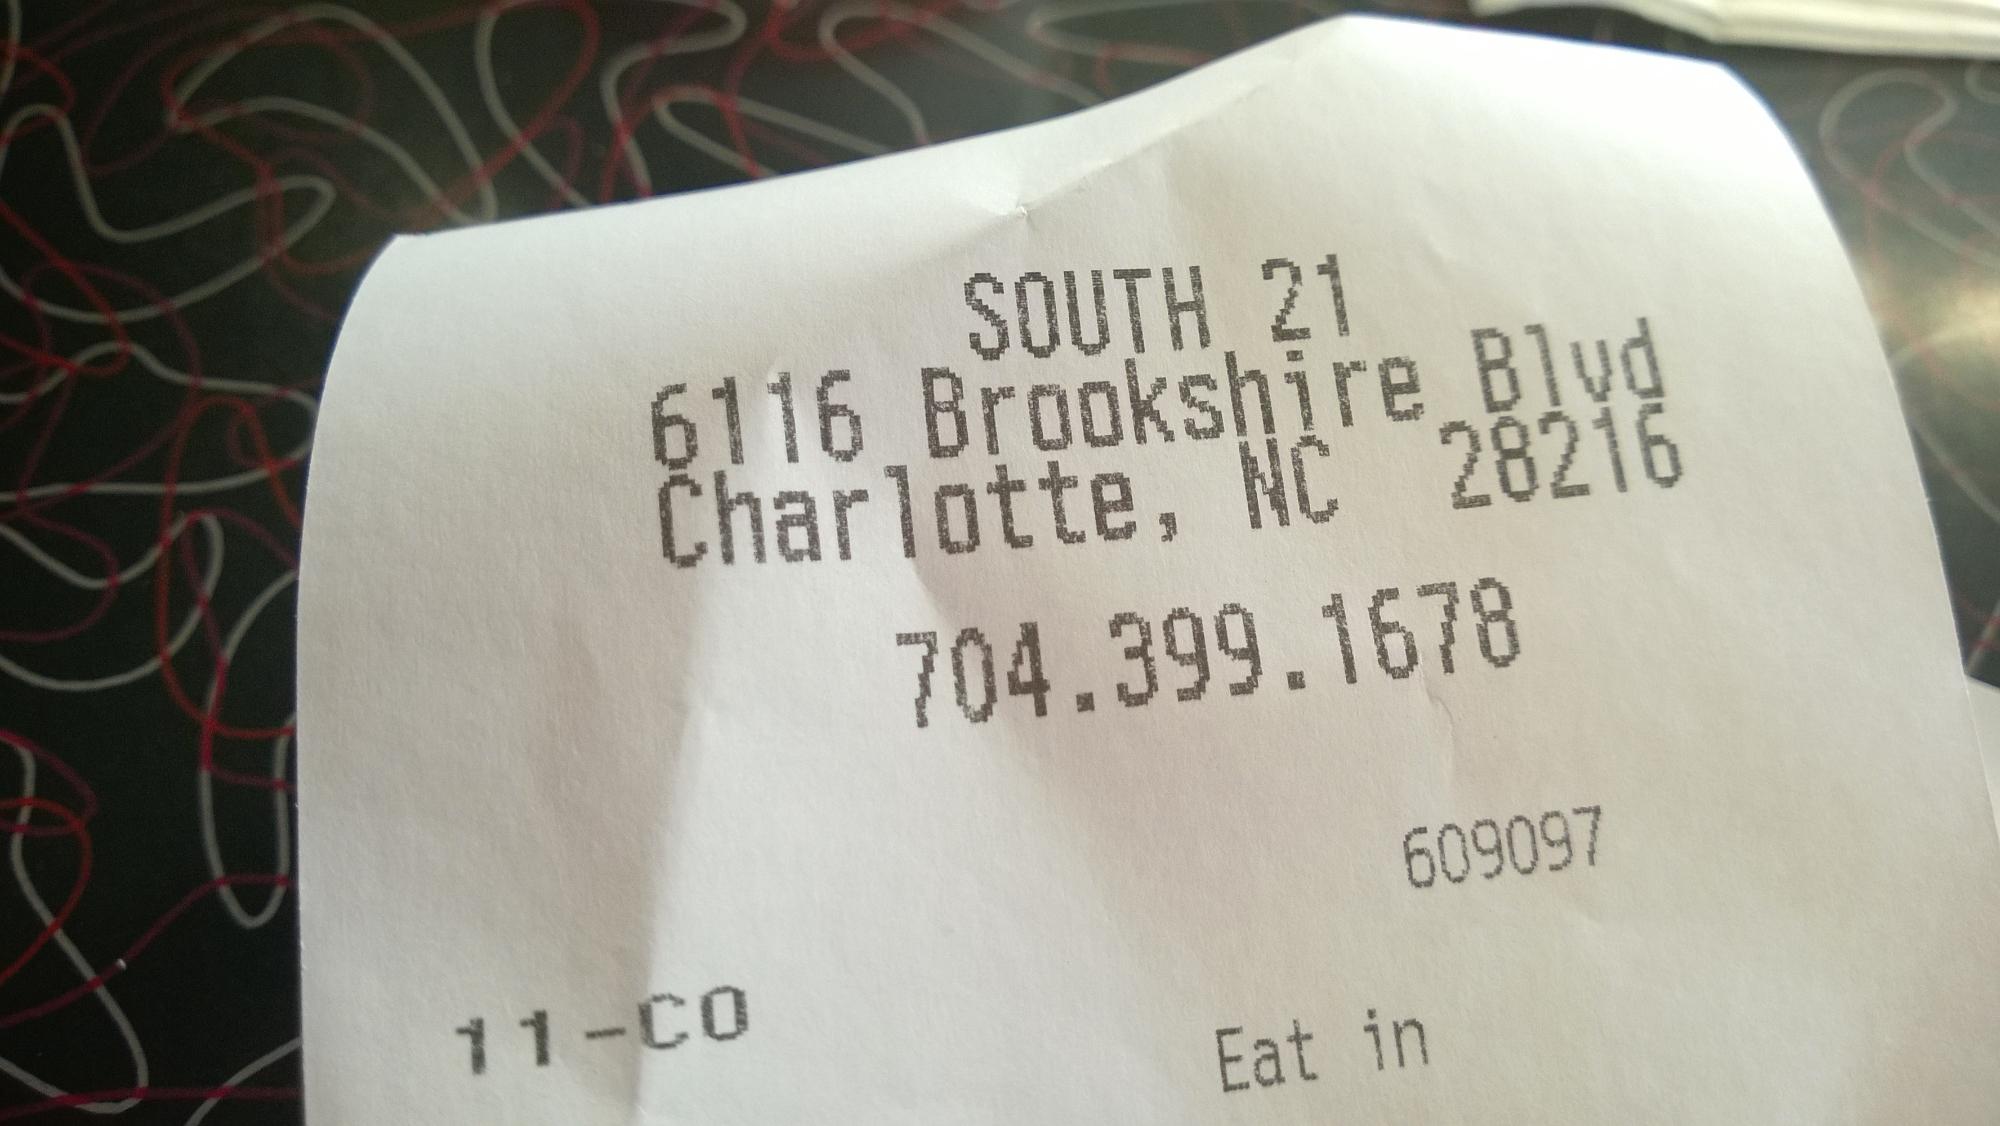 SOUTH 21
6116 Brookshire Blvd
Charlotte, NC 28216
704.399.1678
609097
11-CO
Eat in